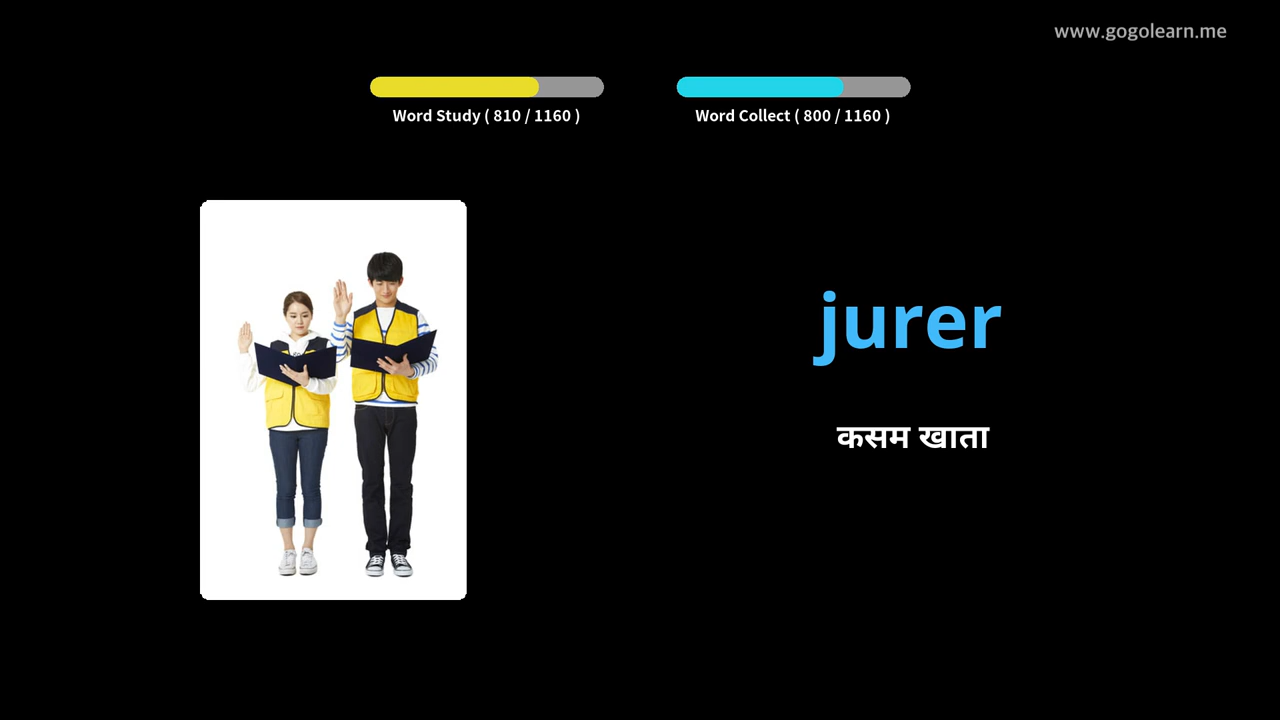 www.gogolearn.me
Word Study ( 810 / 1160 )
Word Collect ( 800 / 1160 )
jurer
कसम खाता